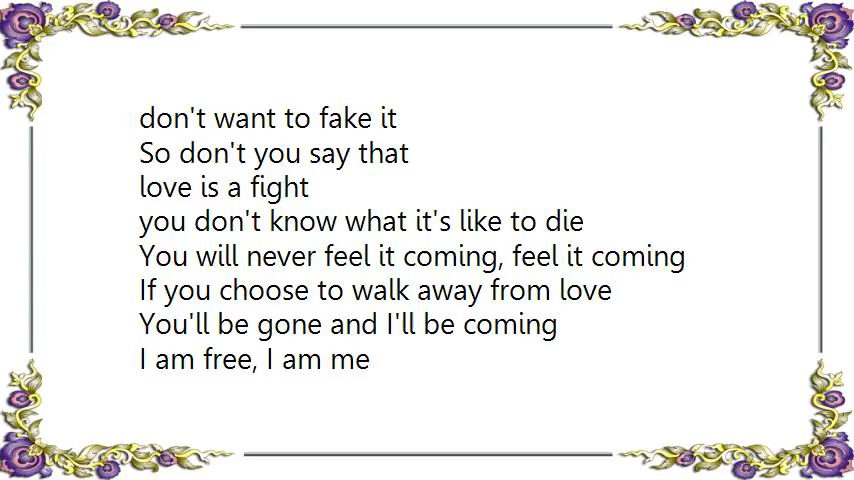 don't want to fake it
So don't you say that
love is a fight
you don't know what it's like to die
You will never feel it coming, feel it coming
If you choose to walk away from love
You'll be gone and I'll be coming
I am free, I am me